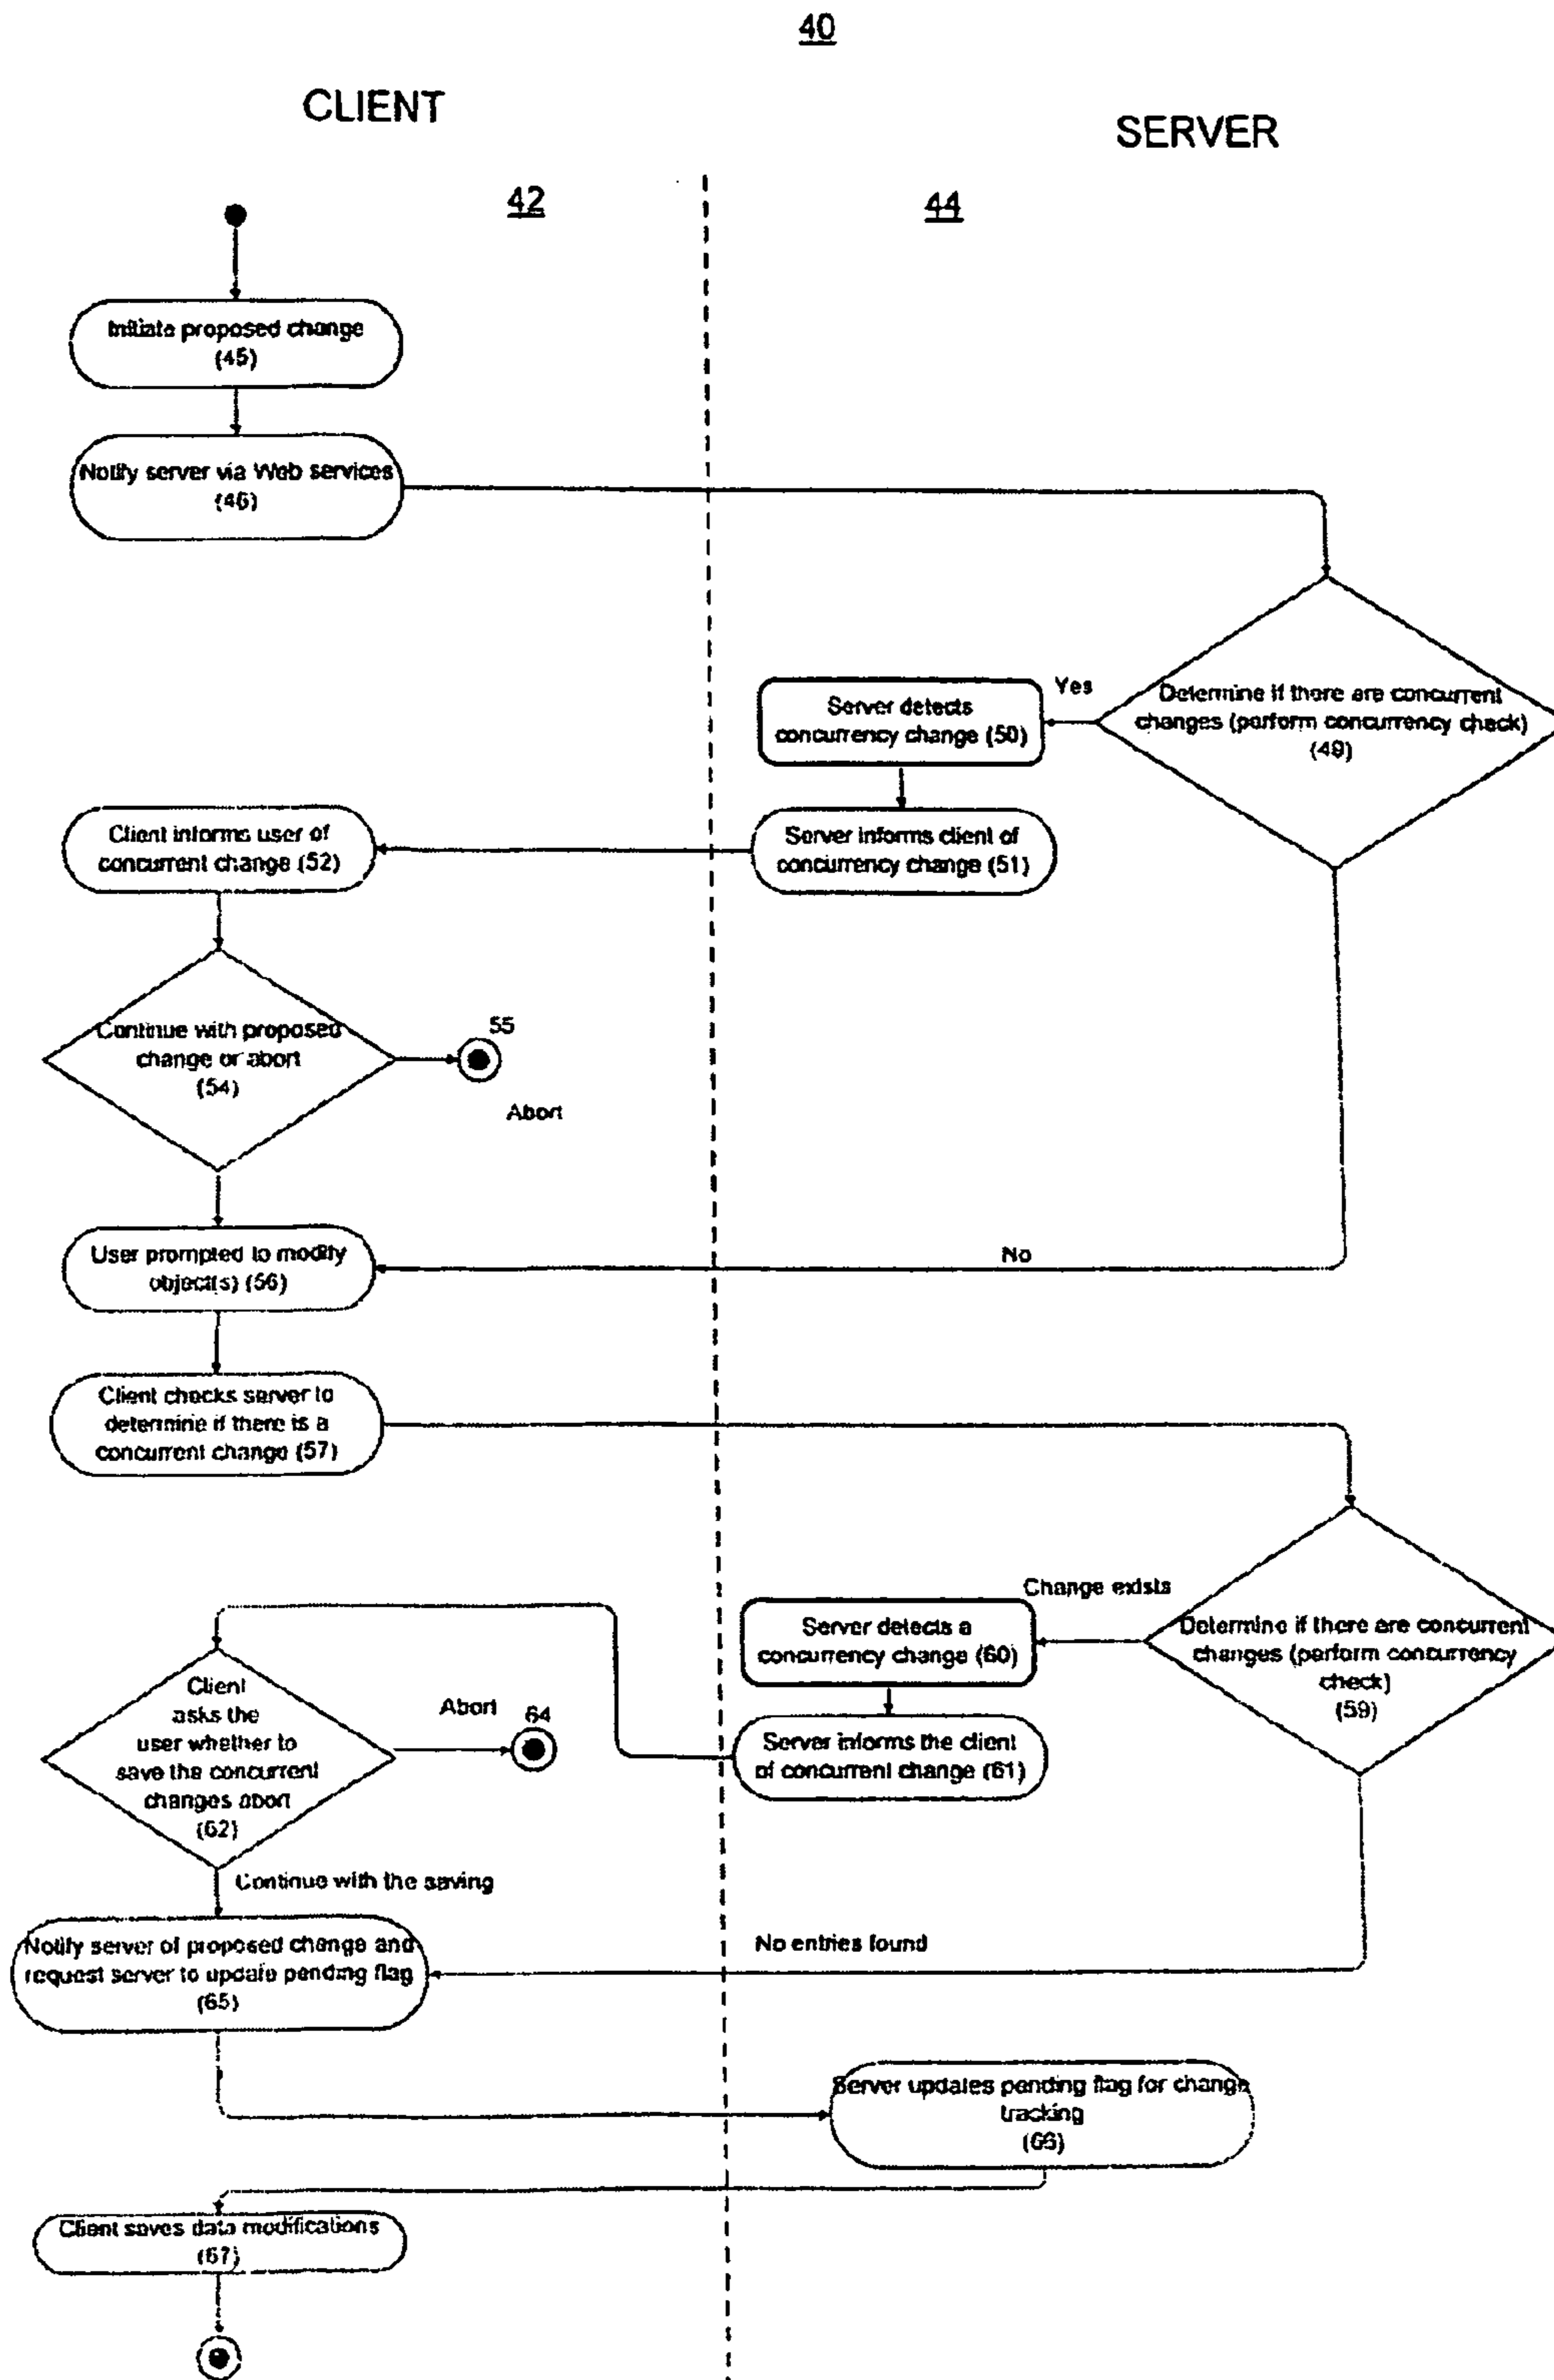 40
CLIENT
SERVER
42
44
Initiate proposed change
(45)
Notify server via Web services
(46)
Determine if there are concurrent
changes (perform concurrency check)
(49)
Yes
Server detects
concurrency change (50)
Server informs client of
concurrency change (51)
Client informs user of
concurrent change (52)
Continue with proposed
change or abort
(54)
55
Abort
User prompted to modify
object(s) (56)
No
Client checks server to
determine if there is a
concurrent change (57)
Determine if there are concurrent
changes (perform concurrency
check)
(59)
Change exists
Server detects a
concurrency change (60)
Server informs the client
of concurrent change (61)
Client
asks the
user whether to
save the concurrent
changes abort
(62)
Abort
64
Continue with the saving
Notify server of proposed change and
request server to update pending flag
(65)
No entries found
Server updates pending flag for change
tracking
(66)
Client saves data modifications
(67)